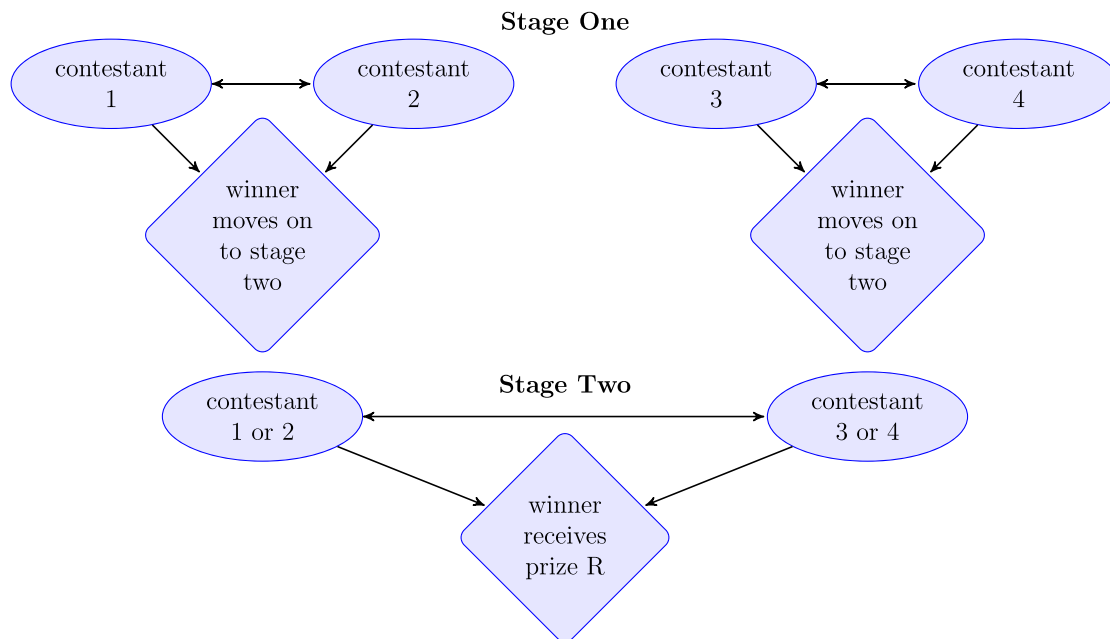 Stage One
contestant
1
contestant
2
contestant
3
contestant
4
winner
moves on
to stage
two
winner
moves on
to stage
two
Stage Two
contestant
1 or 2
contestant
3 or 4
winner
receives
prize R